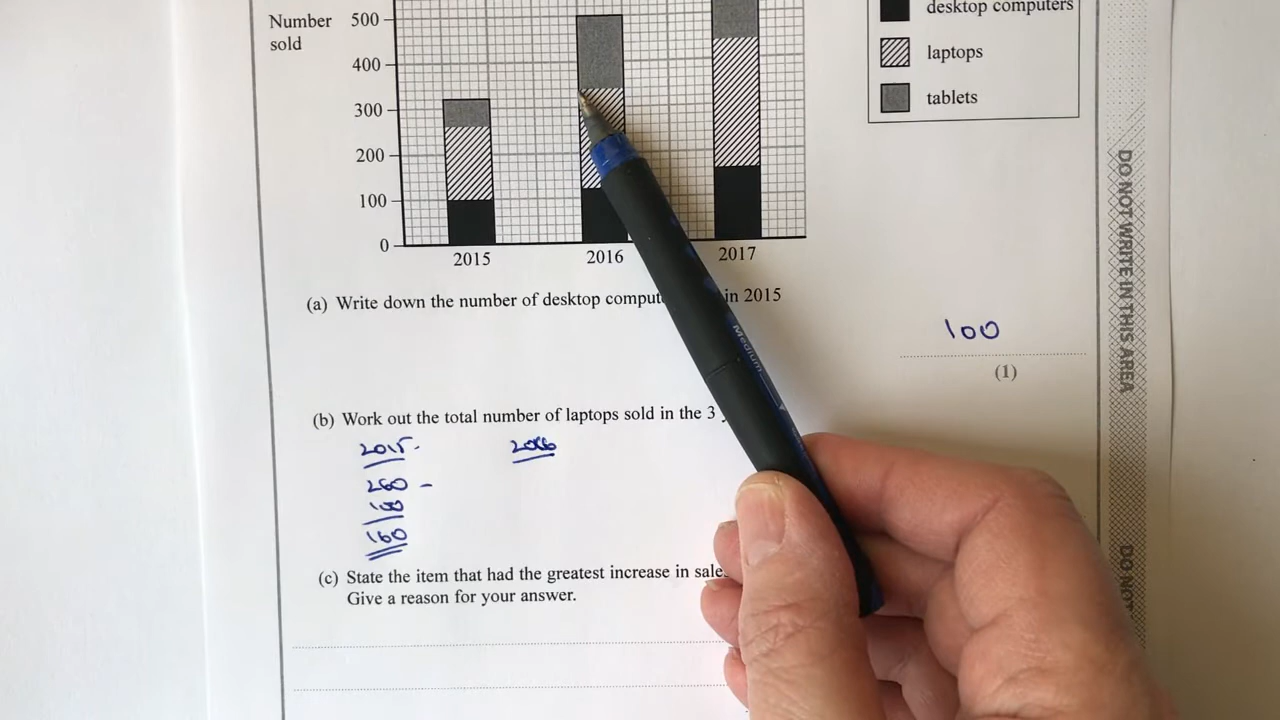 Number
sold
500
400
300
200
100
0
2015
2016
2017
desktop computers
laptops
tablets
(a) Write down the number of desktop comput in 2015
100
(1)
(b) Work out the total number of laptops sold in the 3
2015. 2016
260 -
100
160
(c) State the item that had the greatest increase in sale
Give a reason for your answer.
Medium
DO NOT WRITE IN THIS AREA
DO NOT